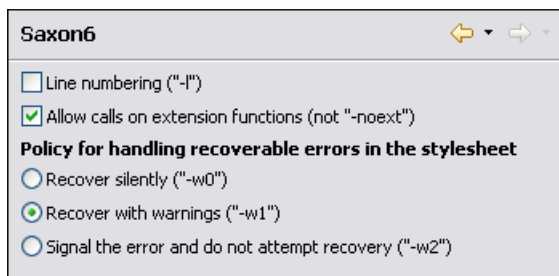 Saxon6
Line numbering ("-l")
Allow calls on extension functions (not "-noext")
Policy for handling recoverable errors in the stylesheet
Recover silently ("-w0")
Recover with warnings ("-w1")
Signal the error and do not attempt recovery ("-w2")